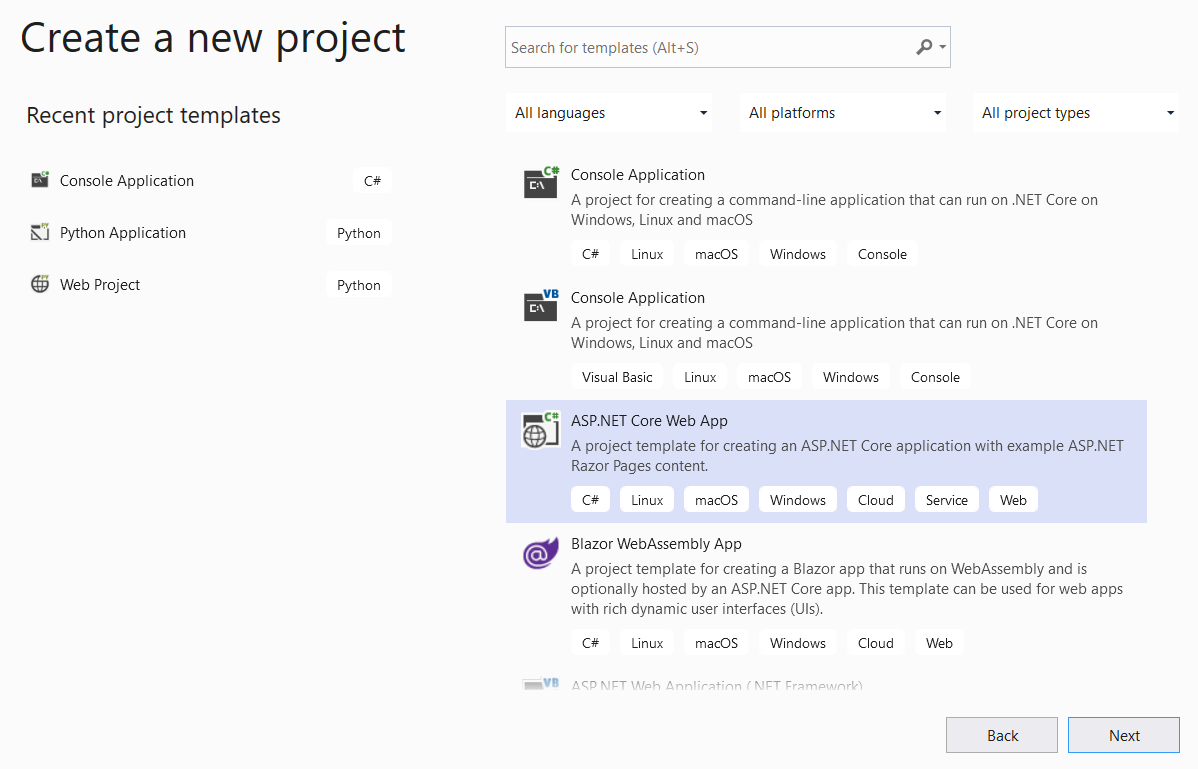 Create a new project
Search for templates (Alt+S)
Recent project templates
All languages
All platforms
All project types
Console Application
C#
Python Application
Python
Web Project
Python
C#
C:\
Console Application
A project for creating a command-line application that can run on .NET Core on
Windows, Linux and macOS
C# Linux macOS Windows Console
VB
C:\
Console Application
A project for creating a command-line application that can run on .NET Core on
Windows, Linux and macOS
Visual Basic Linux macOS Windows Console
C#
ASP.NET Core Web App
A project template for creating an ASP.NET Core application with example ASP.NET
Razor Pages content.
C# Linux macOS Windows Cloud Service Web
@
Blazor WebAssembly App
A project template for creating a Blazor app that runs on WebAssembly and is
optionally hosted by an ASP.NET Core app. This template can be used for web apps
with rich dynamic user interfaces (UIs).
C# Linux macOS Windows Cloud Web
VB
ASP.NET Web Application (.NET Framework)
Back
Next